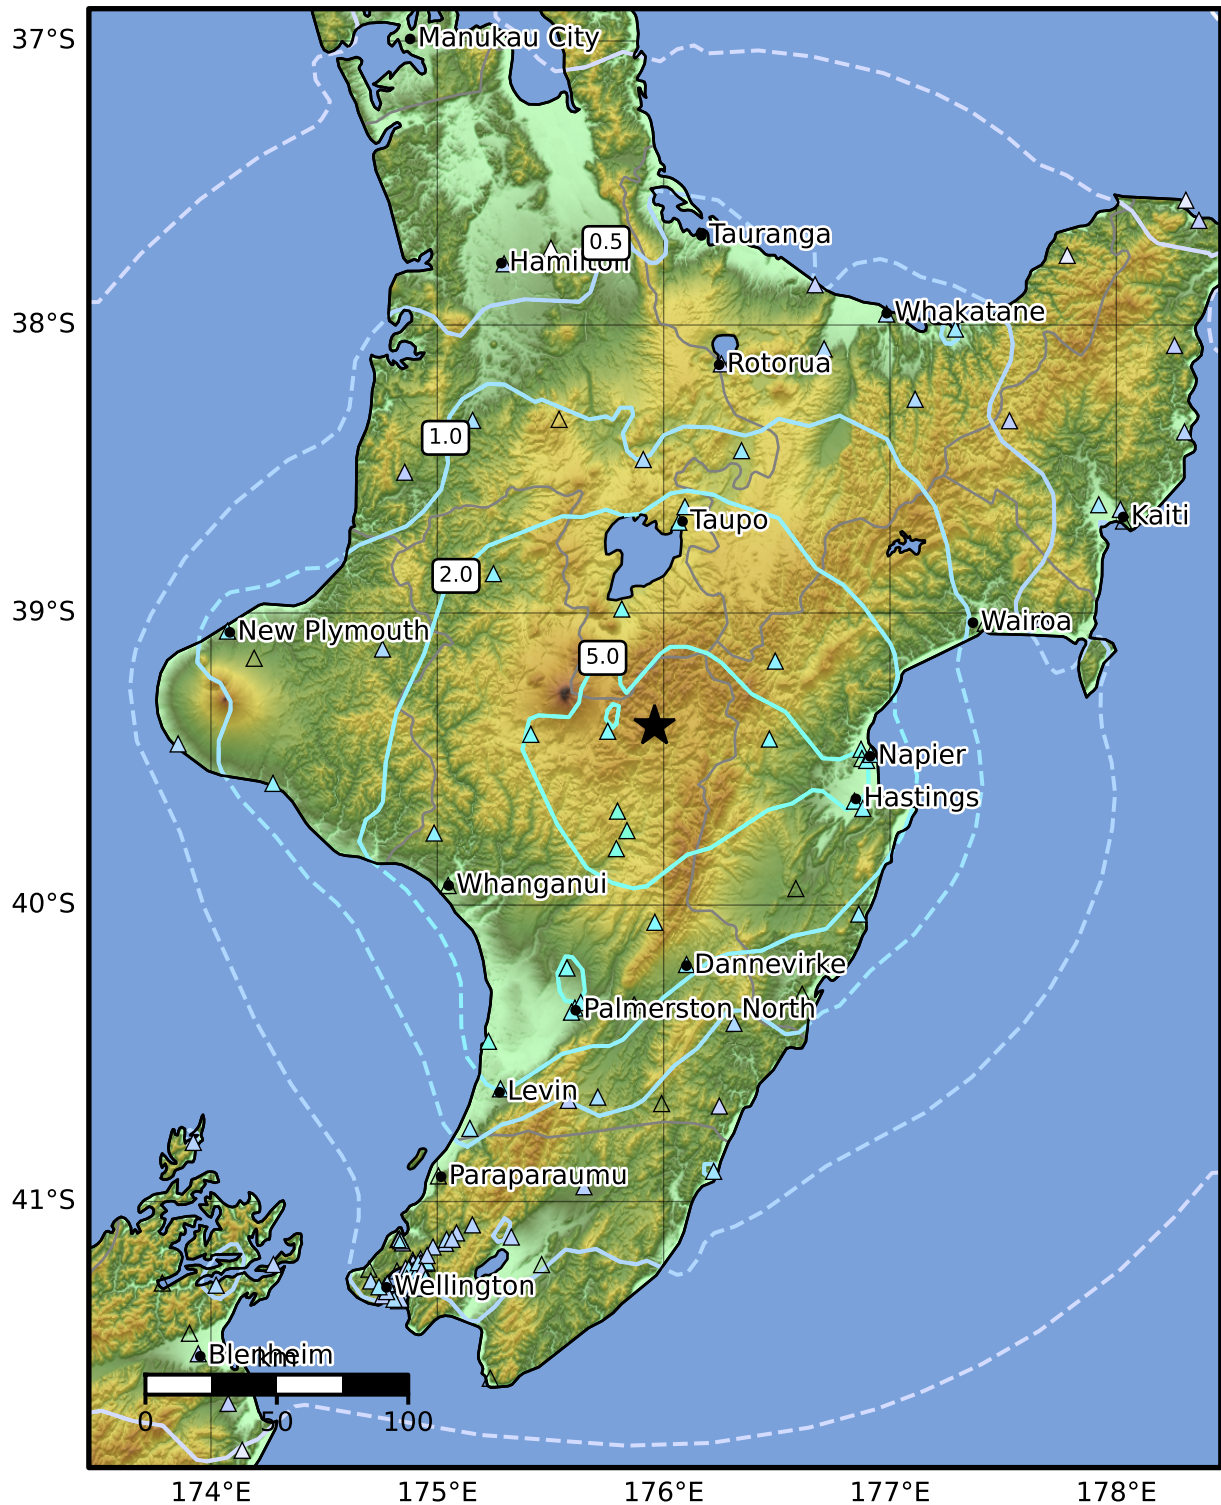 37°S
Manukau City
Tauranga
0.5
Hamilton
38°S
Whakatane
Rotorua
1.0
Kaiti
Taupo
2.0
39°S
Wairoa
New Plymouth
5.0
Napier
Hastings
Whanganui
40°S
Dannevirke
Palmerston North
Levin
Paraparaumu
41°S
Wellington
Blenheim
km
0
50
100
174°E
175°E
176°E
177°E
178°E